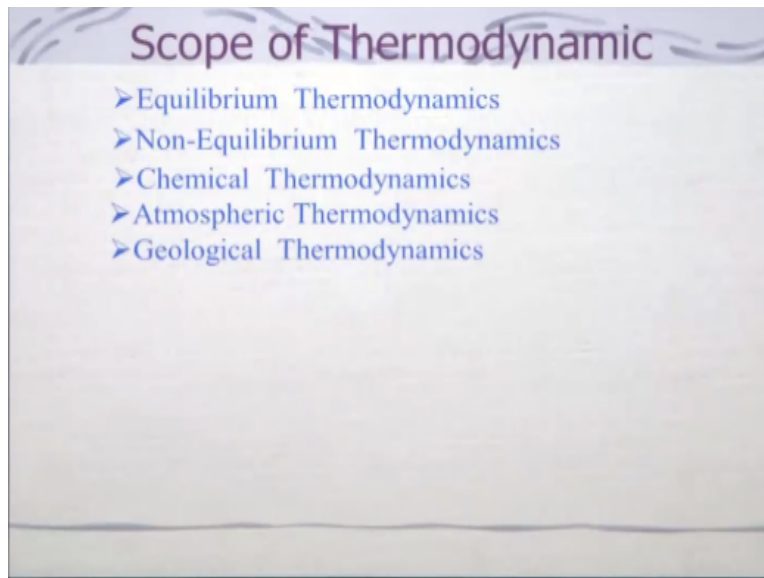 Scope of Thermodynamic
➢Equilibrium Thermodynamics
➢Non-Equilibrium Thermodynamics
➢Chemical Thermodynamics
➢Atmospheric Thermodynamics
➢Geological Thermodynamics